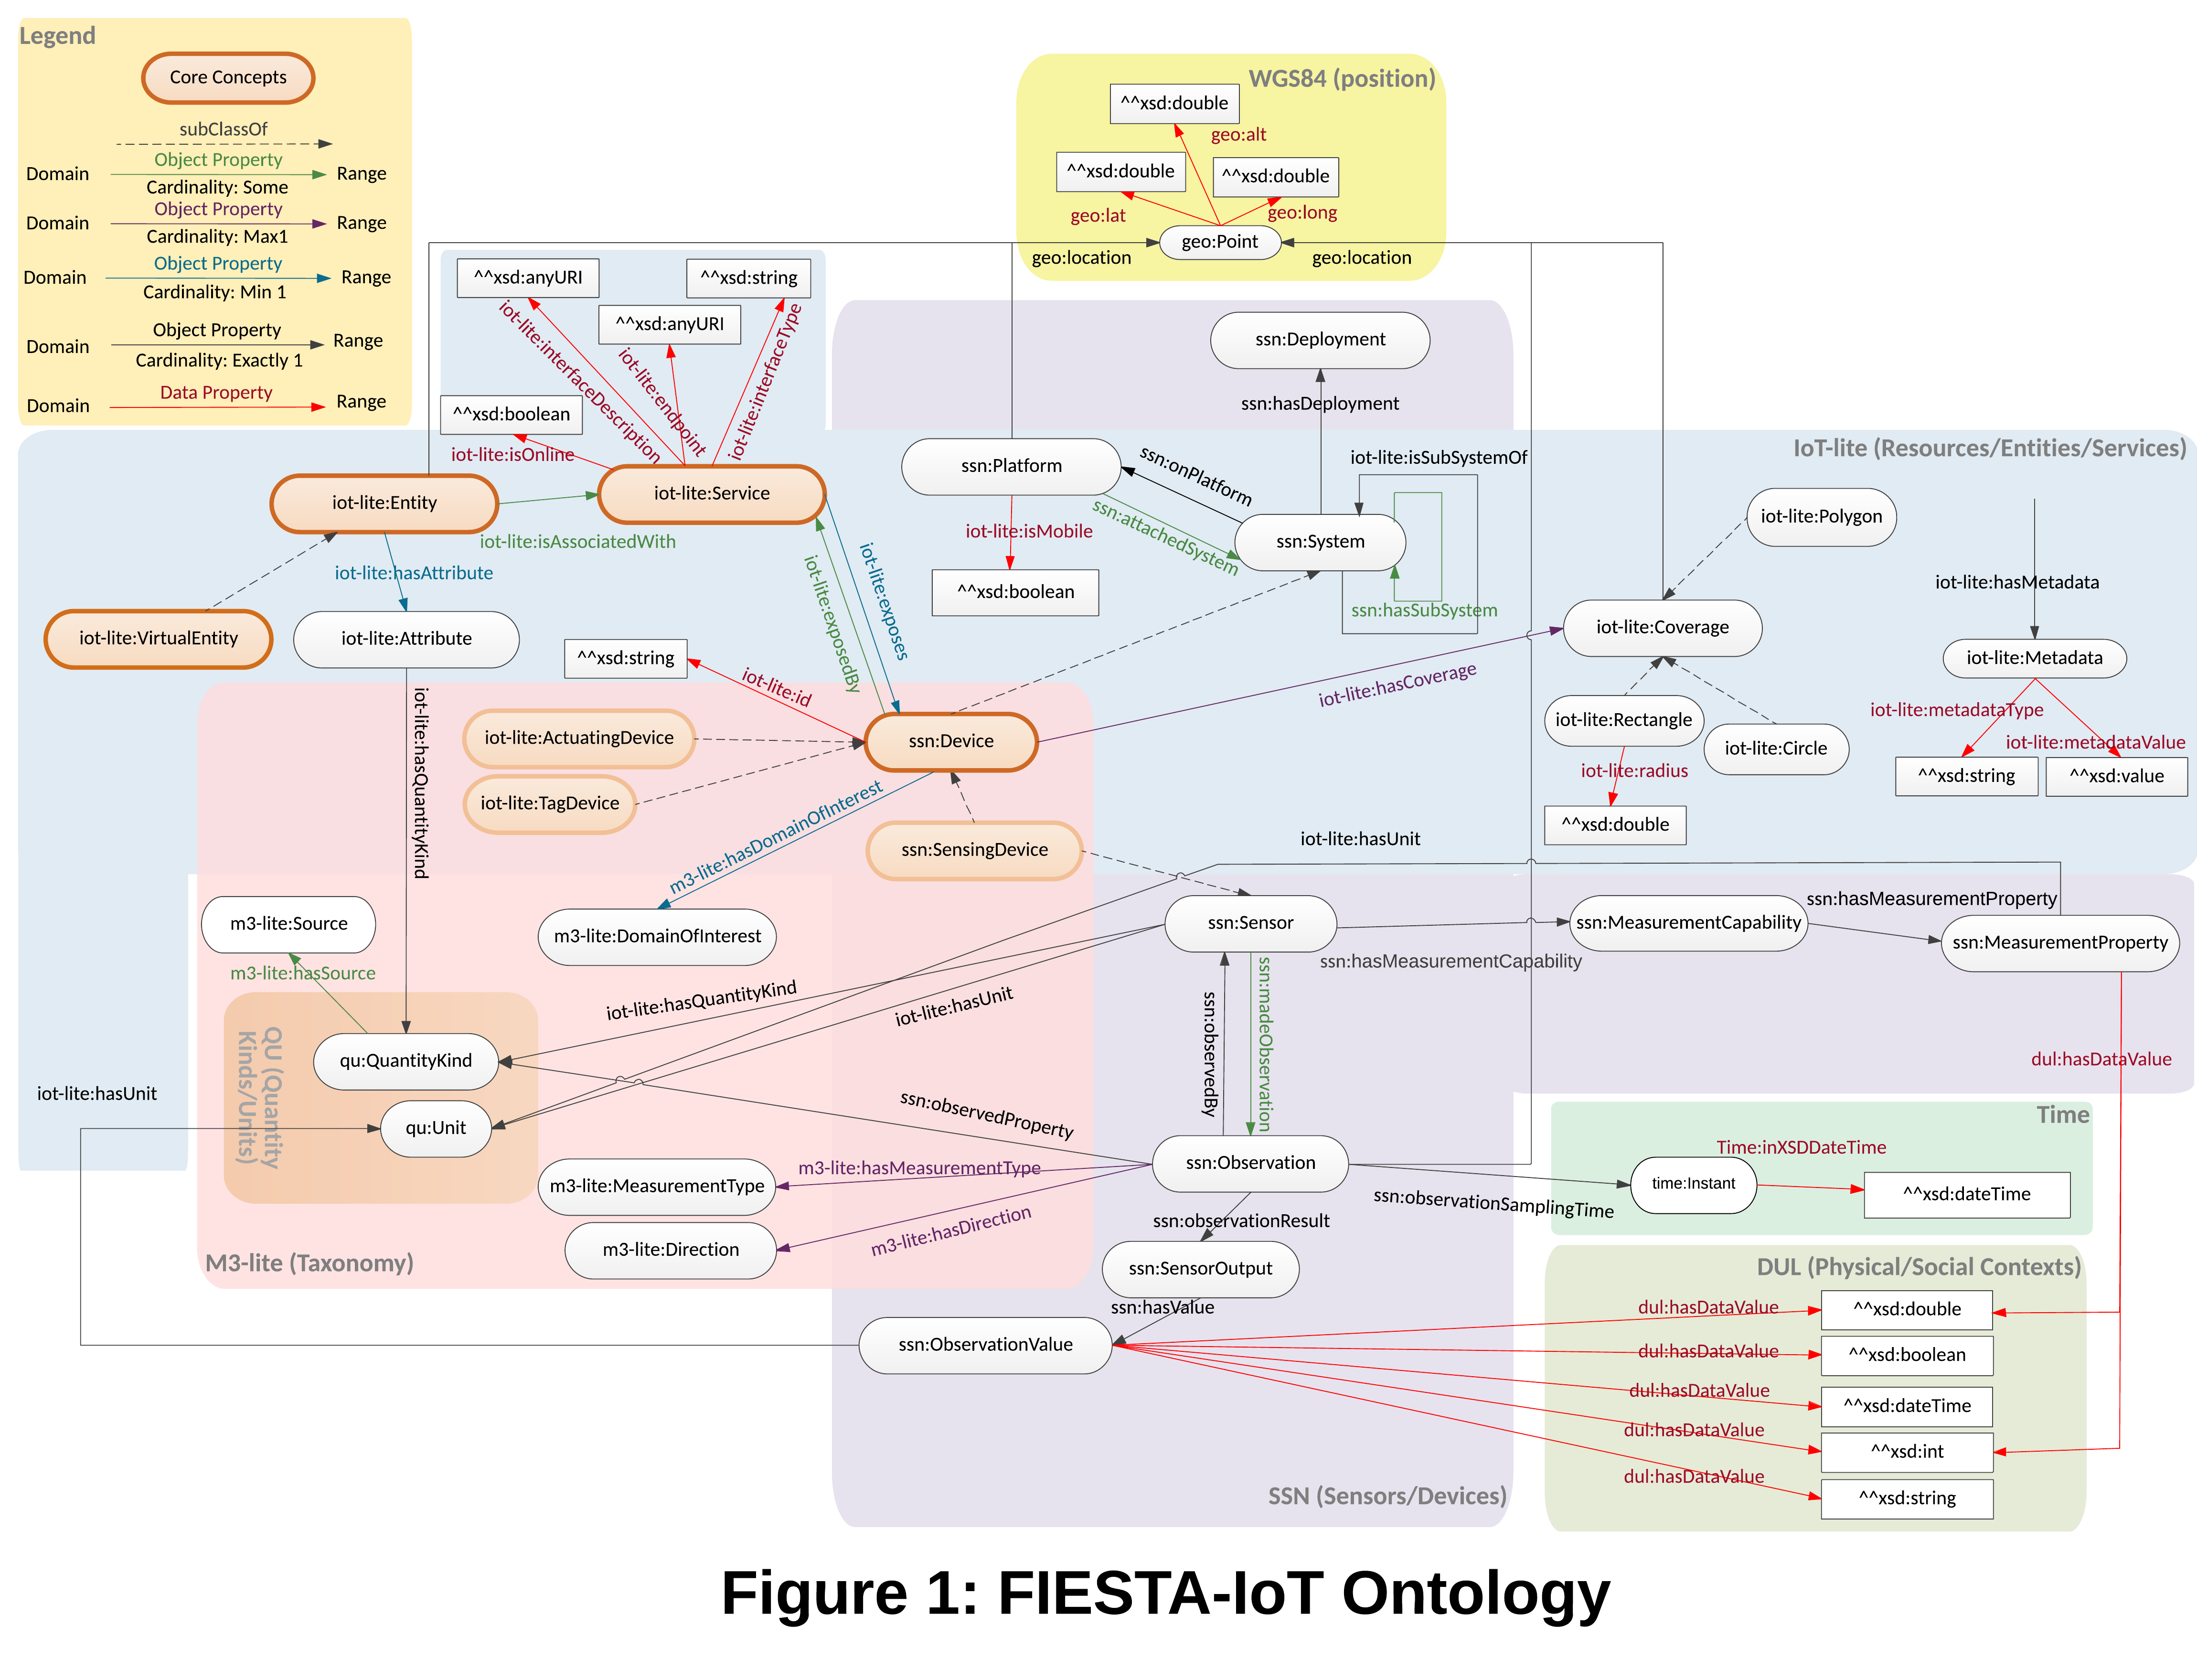 Legend
Core Concepts
subClassOf
Object Property
Domain
Range
Cardinality: Some
Object Property
Domain
Range
Cardinality: Max1
Object Property
Domain
Range
Cardinality: Min 1
Object Property
Domain
Range
Cardinality: Exactly 1
Data Property
Domain
Range
WGS84 (position)
^^xsd:double
geo:alt
^^xsd:double
^^xsd:double
geo:lat
geo:long
geo:Point
geo:location
geo:location
^^xsd:anyURI
^^xsd:string
^^xsd:anyURI
iot-lite:interfaceDescription
iot-lite:endpoint
iot-lite:interfaceType
^^xsd:boolean
iot-lite:isOnline
ssn:Deployment
ssn:hasDeployment
IoT-lite (Resources/Entities/Services)
iot-lite:Entity
iot-lite:Service
iot-lite:isAssociatedWith
iot-lite:hasAttribute
iot-lite:VirtualEntity
iot-lite:Attribute
iot-lite:exposedBy
iot-lite:exposes
ssn:Platform
ssn:onPlatform
ssn:attachedSystem
iot-lite:isMobile
^^xsd:boolean
iot-lite:isSubSystemOf
ssn:System
ssn:hasSubSystem
iot-lite:Polygon
iot-lite:hasMetadata
iot-lite:Coverage
iot-lite:Metadata
iot-lite:hasCoverage
iot-lite:Rectangle
iot-lite:Circle
iot-lite:metadataType
iot-lite:metadataValue
iot-lite:radius
^^xsd:string
^^xsd:value
^^xsd:double
^^xsd:string
iot-lite:id
iot-lite:hasQuantityKind
iot-lite:ActuatingDevice
ssn:Device
iot-lite:TagDevice
m3-lite:hasDomainOfInterest
ssn:SensingDevice
iot-lite:hasUnit
m3-lite:Source
m3-lite:DomainOfInterest
m3-lite:hasSource
ssn:Sensor
ssn:MeasurementCapability
ssn:hasMeasurementProperty
ssn:MeasurementProperty
ssn:hasMeasurementCapability
iot-lite:hasQuantityKind
iot-lite:hasUnit
ssn:observedBy
ssn:madeObservation
dul:hasDataValue
QU (Quantity
Kinds/Units)
qu:QuantityKind
iot-lite:hasUnit
qu:Unit
ssn:observedProperty
Time
Time:inXSDDateTime
time:Instant
^^xsd:dateTime
ssn:Observation
m3-lite:hasMeasurementType
m3-lite:MeasurementType
ssn:observationSamplingTime
ssn:observationResult
m3-lite:hasDirection
m3-lite:Direction
M3-lite (Taxonomy)
ssn:SensorOutput
ssn:hasValue
ssn:ObservationValue
DUL (Physical/Social Contexts)
dul:hasDataValue
^^xsd:double
dul:hasDataValue
^^xsd:boolean
dul:hasDataValue
^^xsd:dateTime
dul:hasDataValue
^^xsd:int
dul:hasDataValue
^^xsd:string
SSN (Sensors/Devices)
Figure 1: FIESTA-IoT Ontology